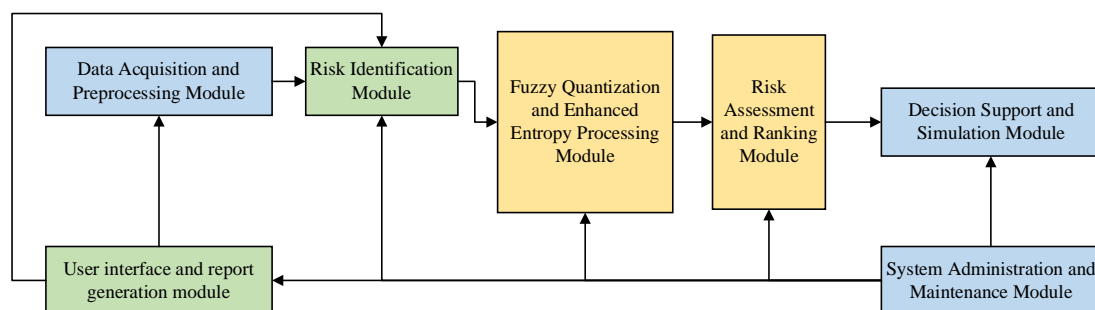 Data Acquisition and
Preprocessing Module
Risk Identification
Module
Fuzzy Quantization
and Enhanced
Entropy Processing
Module
Risk
Assessment
and Ranking
Module
Decision Support and
Simulation Module
User interface and report
generation module
System Administration and
Maintenance Module